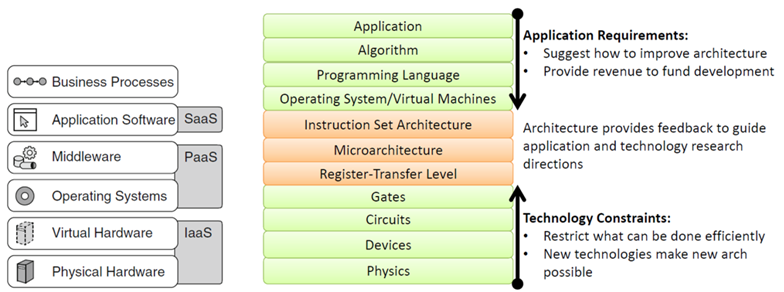 Business Processes
Application Software
SaaS
Middleware
PaaS
Operating Systems
Virtual Hardware
IaaS
Physical Hardware
Application
Algorithm
Programming Language
Operating System/Virtual Machines
Instruction Set Architecture
Microarchitecture
Register-Transfer Level
Gates
Circuits
Devices
Physics
Application Requirements:
• Suggest how to improve architecture
• Provide revenue to fund development
Architecture provides feedback to guide
application and technology research
directions
Technology Constraints:
• Restrict what can be done efficiently
• New technologies make new arch
possible